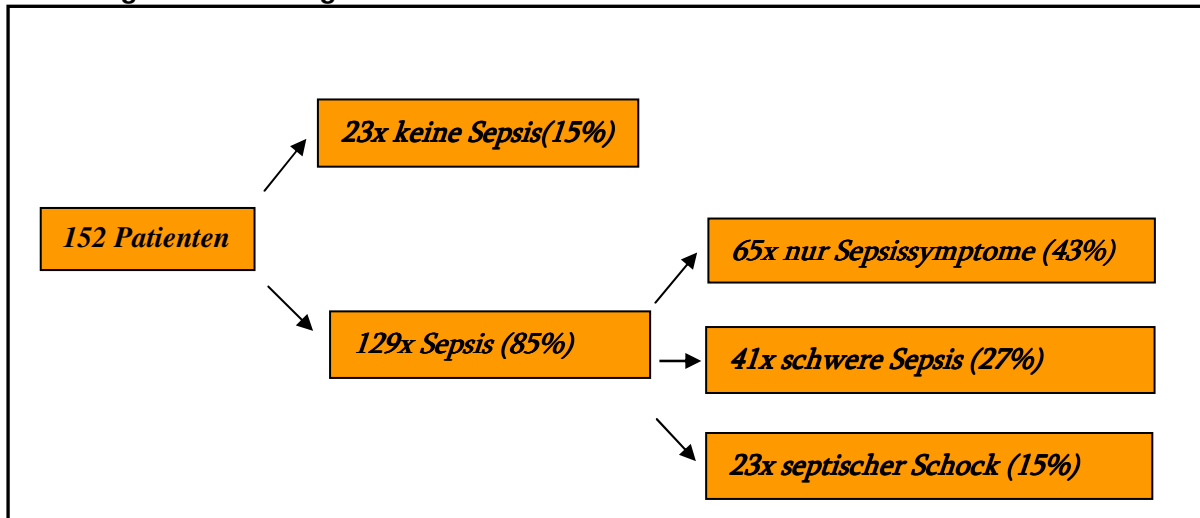 152 Patienten
23x keine Sepsis(15%)
129x Sepsis (85%)
65x nur Sepsissymptome (43%)
41x schwere Sepsis (27%)
23x septischer Schock (15%)